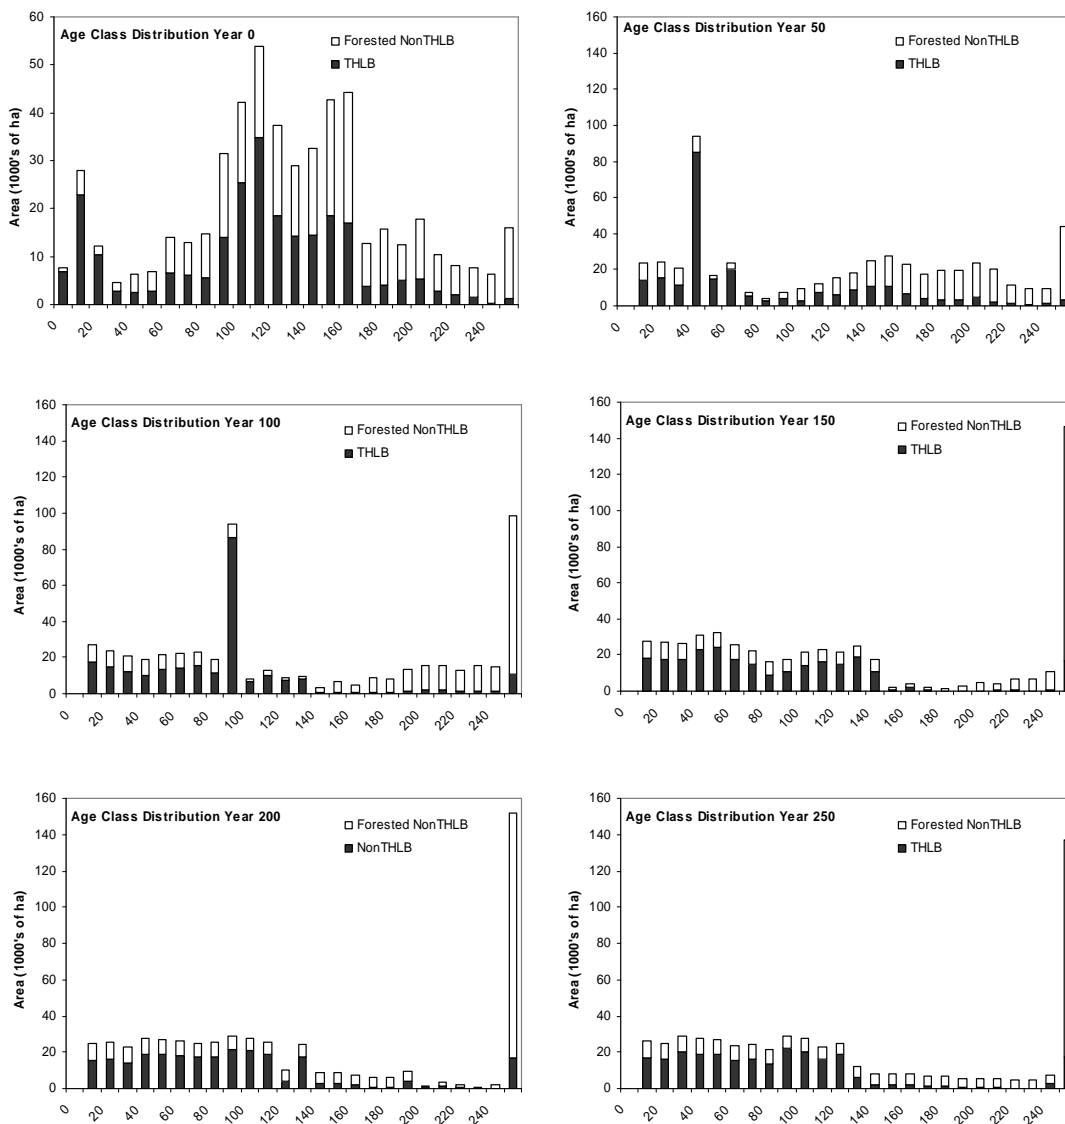 Age Class Distribution Year 0
Forested NonTHLB
THLB
Area (1000's of ha)
60
50
40
30
20
10
0
0 20 40 60 80 100 120 140 160 180 200 220 240
Age Class Distribution Year 50
Forested NonTHLB
THLB
Area (1000's of ha)
160
140
120
100
80
60
40
20
0
0 20 40 60 80 100 120 140 160 180 200 220 240
Age Class Distribution Year 100
Forested NonTHLB
THLB
Area (1000's of ha)
160
140
120
100
80
60
40
20
0
0 20 40 60 80 100 120 140 160 180 200 220 240
Age Class Distribution Year 150
Forested NonTHLB
THLB
Area (1000's of ha)
160
140
120
100
80
60
40
20
0
0 20 40 60 80 100 120 140 160 180 200 220 240
Age Class Distribution Year 200
Forested NonTHLB
NonTHLB
Area (1000's of ha)
160
140
120
100
80
60
40
20
0
0 20 40 60 80 100 120 140 160 180 200 220 240
Age Class Distribution Year 250
Forested NonTHLB
THLB
Area (1000's of ha)
160
140
120
100
80
60
40
20
0
0 20 40 60 80 100 120 140 160 180 200 220 240